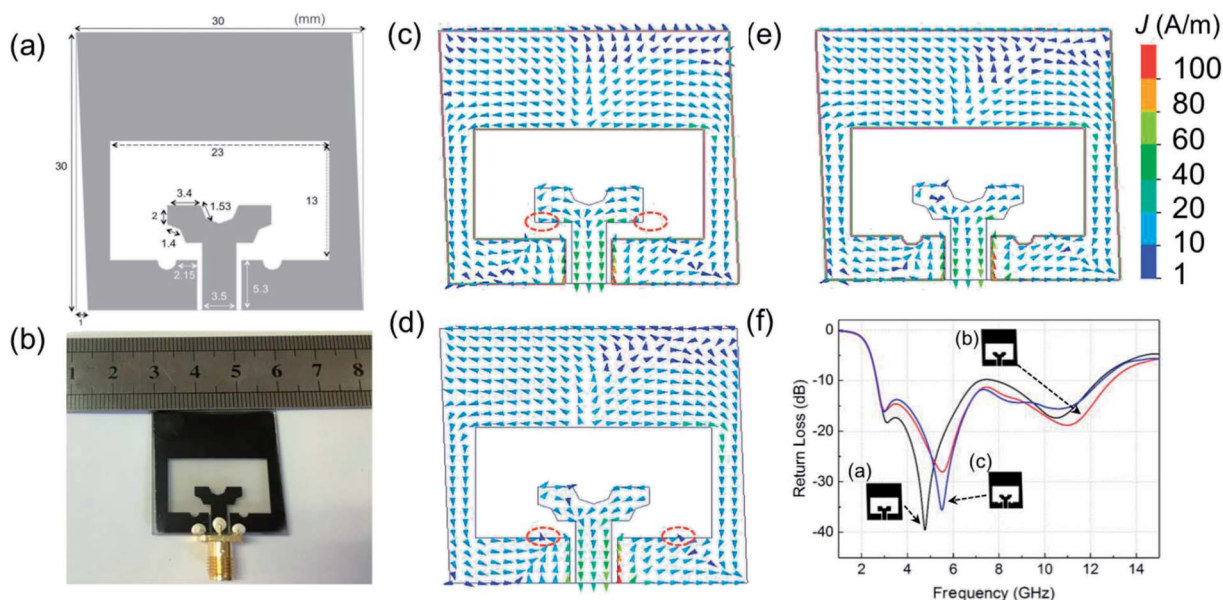 (a)
30
(mm)
30
23
13
3.4
1.53
2
1.4
2.15
3.5
5.3
1
(b)
1 2 3 4 5 6 7 8
(c)
(d)
(e)
J (A/m)
100
80
60
40
20
10
1
(f)
0
-10
-20
-30
-40
Return Loss (dB)
(a)
(b)
(c)
2 4 6 8 10 12 14
Frequency (GHz)